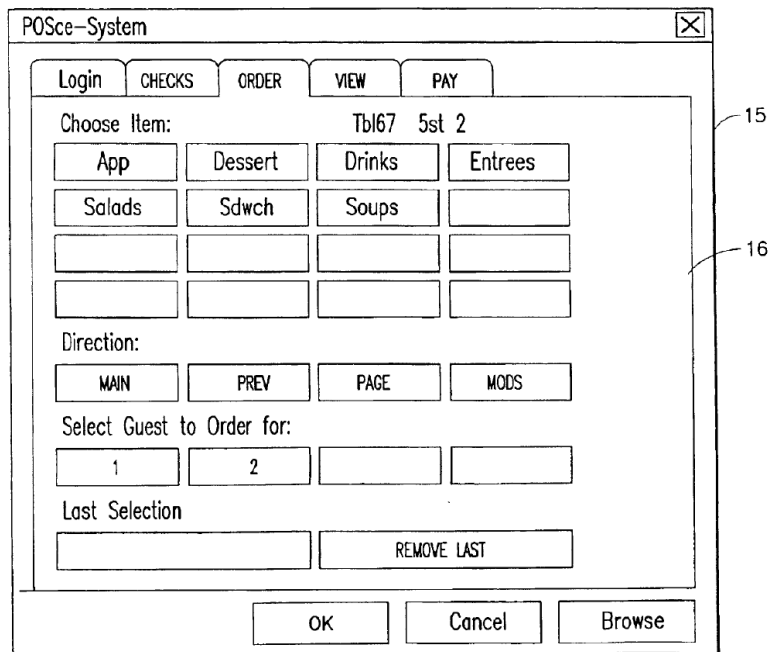 POSce-System
Login CHECKS ORDER VIEW PAY
Choose Item: Tbl67 5st 2
15
App Dessert Drinks Entrees
Salads Sdwch Soups
16
Direction:
MAIN PREV PAGE MODS
Select Guest to Order for:
1 2
Last Selection
REMOVE LAST
OK Cancel Browse